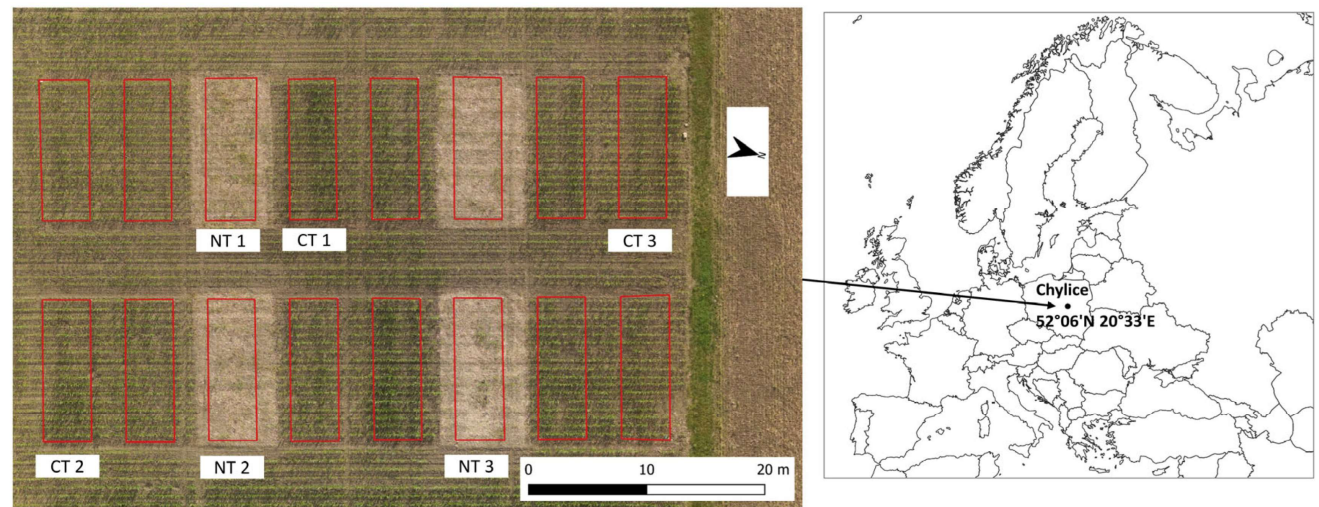 NT 1
CT 1
CT 3
N
CT 2
NT 2
NT 3
0
10
20 m
Chylice
52°06'N 20°33'E